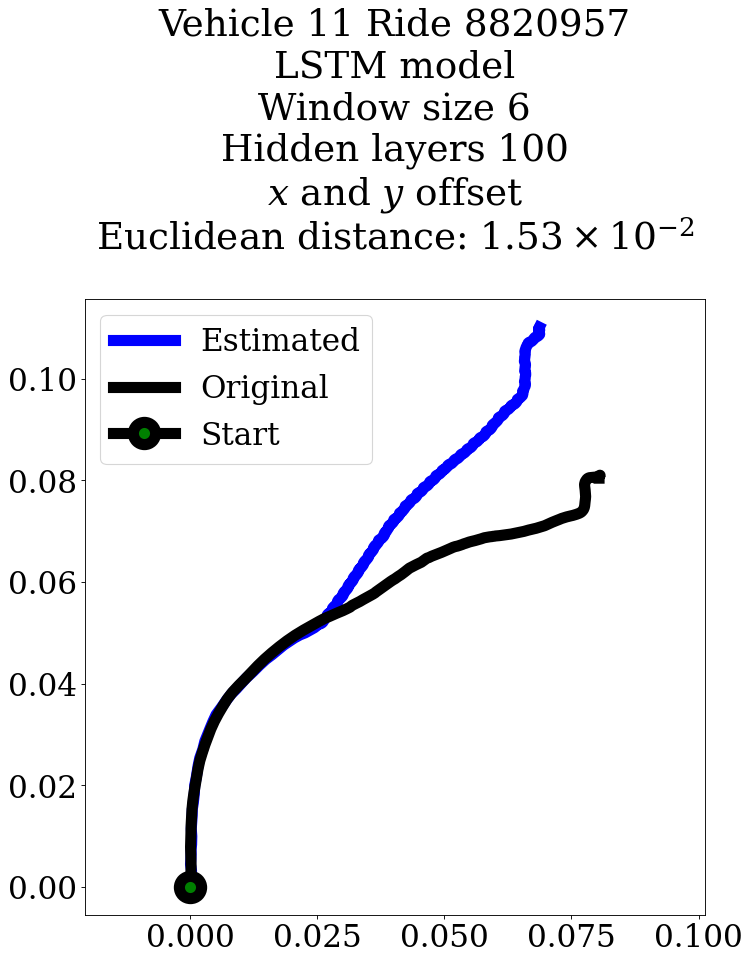 Vehicle 11 Ride 8820957
LSTM model
Window size 6
Hidden layers 100
x and y offset
Euclidean distance: 1.53 × 10⁻²
Estimated
Original
Start
0.10
0.08
0.06
0.04
0.02
0.00
0.000 0.025 0.050 0.075 0.100